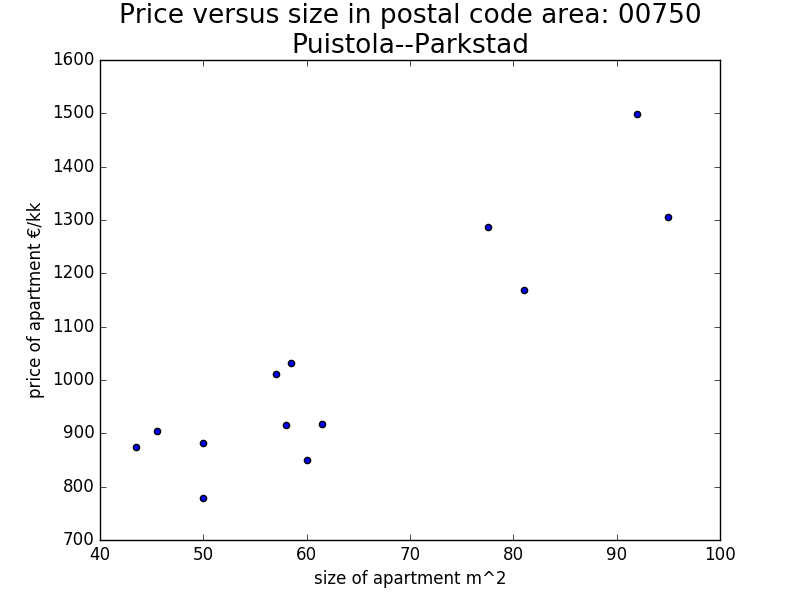 Price versus size in postal code area: 00750
Puistola--Parkstad
1600
1500
1400
1300
1200
1100
1000
900
800
700
price of apartment €/kk
40 50 60 70 80 90 100
size of apartment m^2